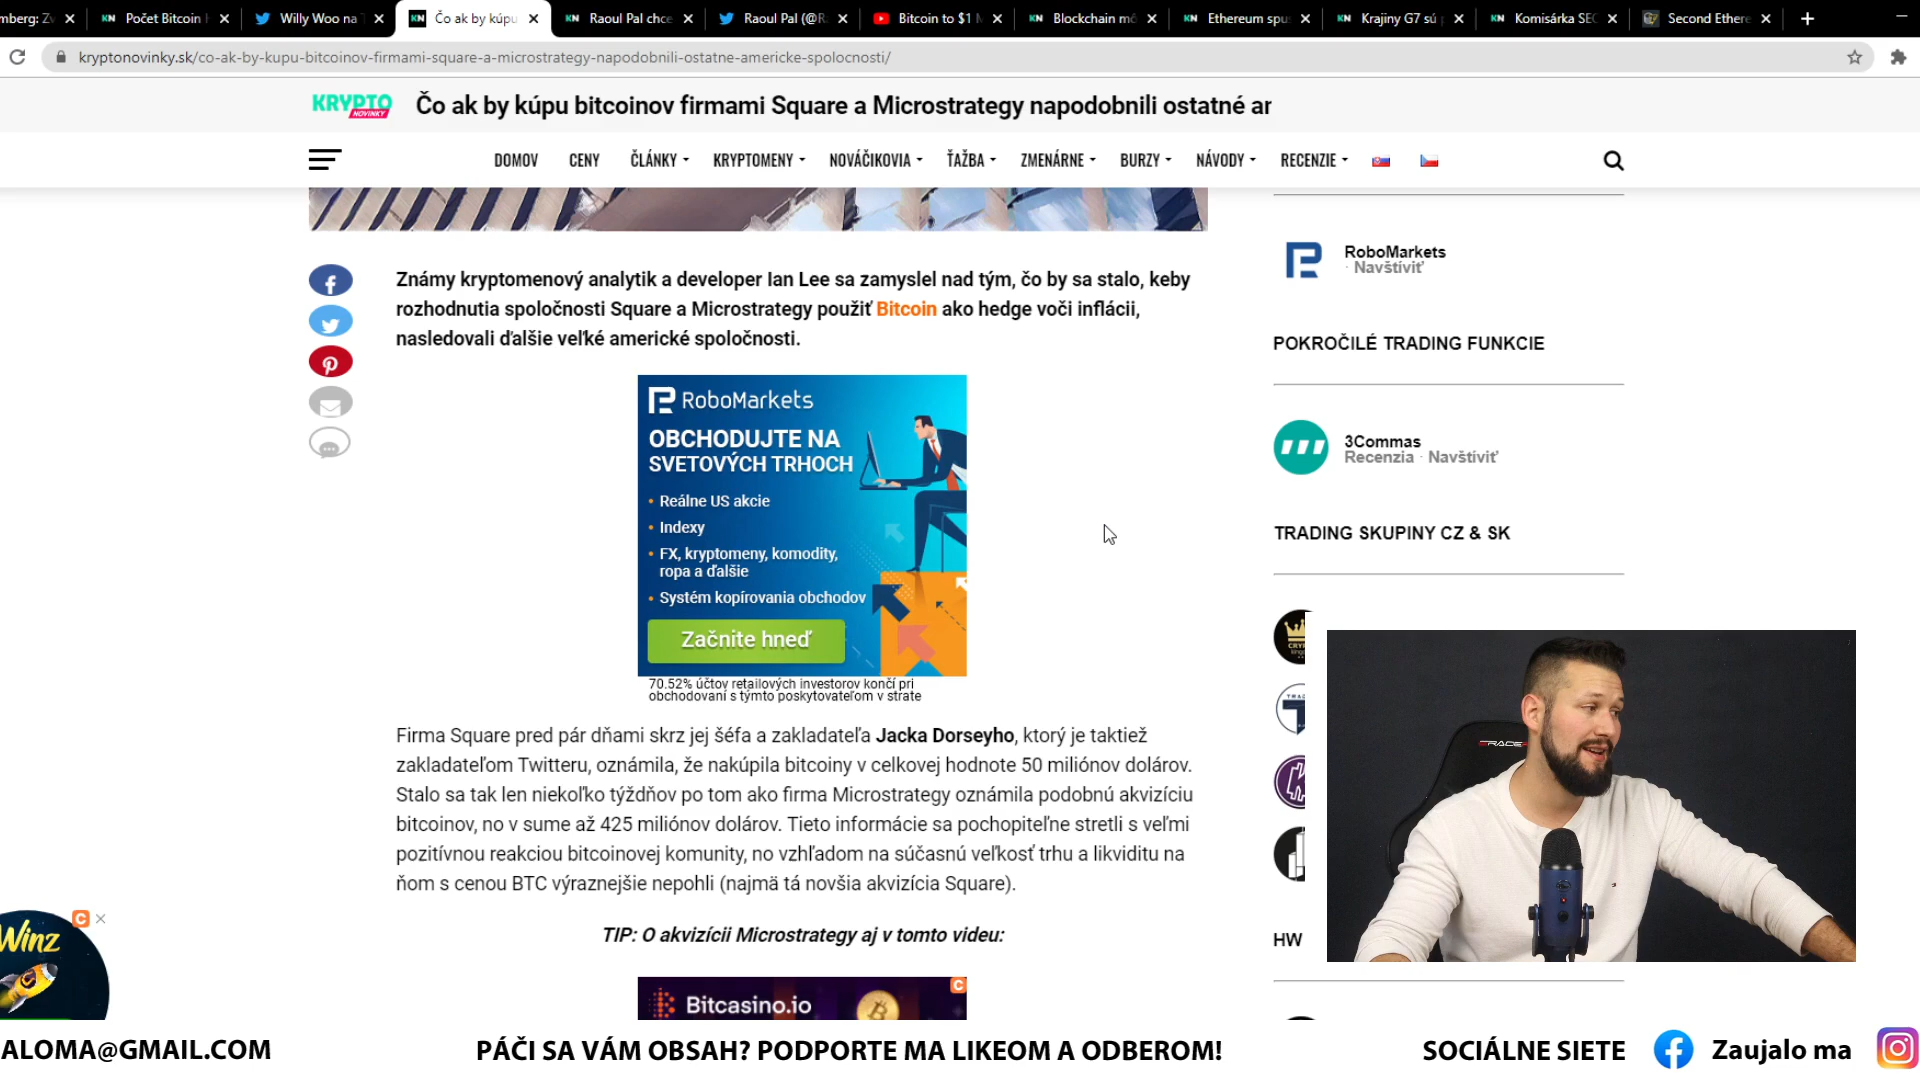 mberg: Zv
Počet Bitcoin
Willy Woo na T
Čo ak by kúpu
Raoul Pal chce
Raoul Pal (@Ra
Bitcoin to $1 M
Blockchain mô
Ethereum spus
Krajiny G7 sú p
Komisárka SEC
Second Ethere
kryptonovinky.sk/co-ak-by-kupu-bitcoinov-firmami-square-a-microstrategy-napodobnili-ostatne-americke-spolocnosti/
KRYPTO
NOVINKY
Čo ak by kúpu bitcoinov firmami Square a Microstrategy napodobnili ostatné ar
DOMOV CENY ČLÁNKY KRYPTOMENY NOVÁČIKOVIA ŤAŽBA ZMENÁRNE BURZY NÁVODY RECENZIE
Známy kryptomenový analytik a developer Ian Lee sa zamyslel nad tým, čo by sa stalo, keby
rozhodnutia spoločnosti Square a Microstrategy použiť Bitcoin ako hedge voči inflácii,
nasledovali ďalšie veľké americké spoločnosti.
RoboMarkets
OBCHODUJTE NA
SVETOVÝCH TRHOCH
• Reálne US akcie
• Indexy
• FX, kryptomeny, komodity,
ropa a ďalšie
• Systém kopírovania obchodov
Začnite hneď
70.52% účtov retailových investorov končí pri
obchodovaní s týmto poskytovateľom v strate
Firma Square pred pár dňami skrz jej šéfa a zakladateľa Jacka Dorseyho, ktorý je taktiež
zakladateľom Twitteru, oznámila, že nakúpila bitcoiny v celkovej hodnote 50 miliónov dolárov.
Stalo sa tak len niekoľko týždňov po tom ako firma Microstrategy oznámila podobnú akvizíciu
bitcoinov, no v sume až 425 miliónov dolárov. Tieto informácie sa pochopiteľne stretli s veľmi
pozitívnou reakciou bitcoinovej komunity, no vzhľadom na súčasnú veľkosť trhu a likviditu na
ňom s cenou BTC výraznejšie nepohli (najmä tá novšia akvizícia Square).
TIP: O akvizícii Microstrategy aj v tomto videu:
Bitcasino.io
RoboMarkets
· Navštíviť
POKROČILÉ TRADING FUNKCIE
3Commas
Recenzia · Navštíviť
TRADING SKUPINY CZ & SK
HW
Winz
ALOMA@GMAIL.COM
PÁČI SA VÁM OBSAH? PODPORTE MA LIKEOM A ODBEROM!
SOCIÁLNE SIETE
Zaujalo ma